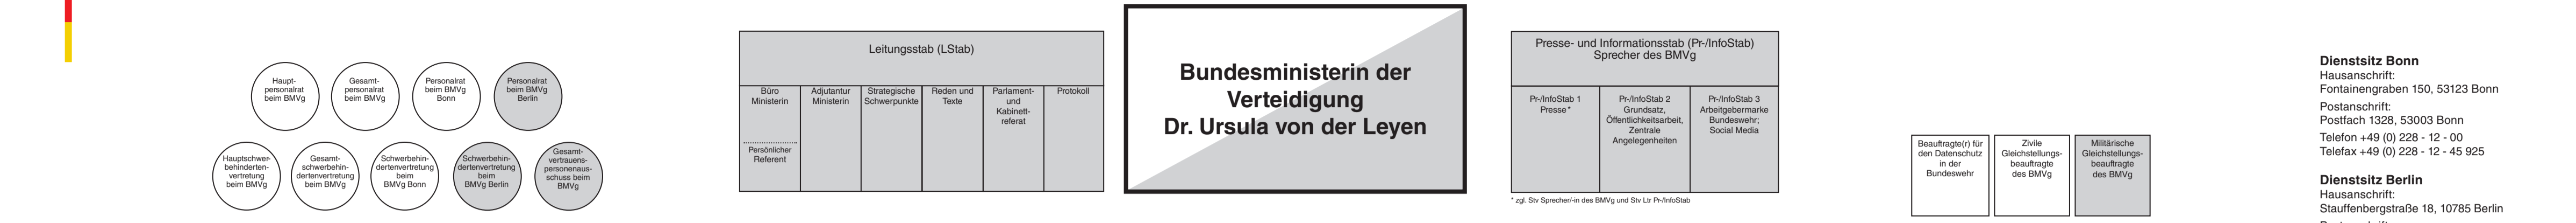 Haupt-
personalrat
beim BMVg
Gesamt-
personalrat
beim BMVg
Personalrat
beim BMVg
Bonn
Personalrat
beim BMVg
Berlin
Hauptschwer-
behinderten-
vertretung
beim BMVg
Gesamt-
schwerbehin-
dertenvertretung
beim BMVg
Schwerbehin-
dertenvertretung
beim
BMVg Bonn
Schwerbehin-
dertenvertretung
beim
BMVg Berlin
Gesamt-
vertrauens-
personenaus-
schuss beim
BMVg
Leitungsstab (LStab)
Büro
Ministerin
Persönlicher
Referent
Adjutantur
Ministerin
Strategische
Schwerpunkte
Reden und
Texte
Parlament-
und
Kabinett-
referat
Protokoll
Bundesministerin der
Verteidigung
Dr. Ursula von der Leyen
Presse- und Informationsstab (Pr-/InfoStab)
Sprecher des BMVg
Pr-/InfoStab 1
Presse *
Pr-/InfoStab 2
Grundsatz,
Öffentlichkeitsarbeit,
Zentrale
Angelegenheiten
Pr-/InfoStab 3
Arbeitgebermarke
Bundeswehr;
Social Media
* zgl. Stv Sprecher/-in des BMVg und Stv Ltr Pr-/InfoStab
Beauftragte(r) für
den Datenschutz
in der
Bundeswehr
Zivile
Gleichstellungs-
beauftragte
des BMVg
Militärische
Gleichstellungs-
beauftragte
des BMVg
Dienstsitz Bonn
Hausanschrift:
Fontainengraben 150, 53123 Bonn
Postanschrift:
Postfach 1328, 53003 Bonn
Telefon +49 (0) 228 - 12 - 00
Telefax +49 (0) 228 - 12 - 45 925
Dienstsitz Berlin
Hausanschrift:
Stauffenbergstraße 18, 10785 Berlin